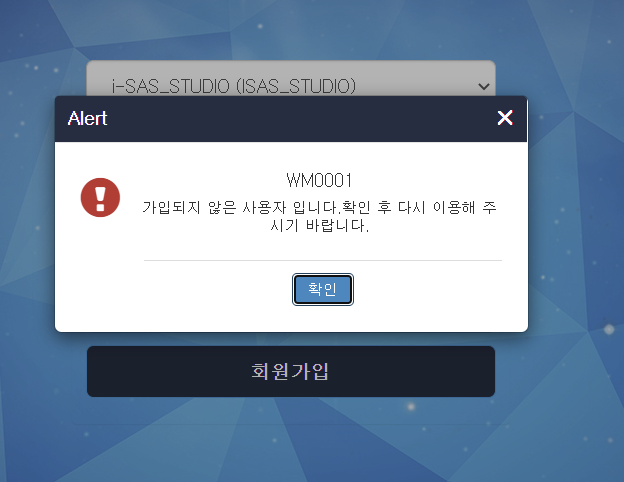 i-SAS_STUDIO (ISAS_STUDIO)
Alert
WM0001
가입되지 않은 사용자 입니다.확인 후 다시 이용해 주
시기 바랍니다.
확인
회원가입